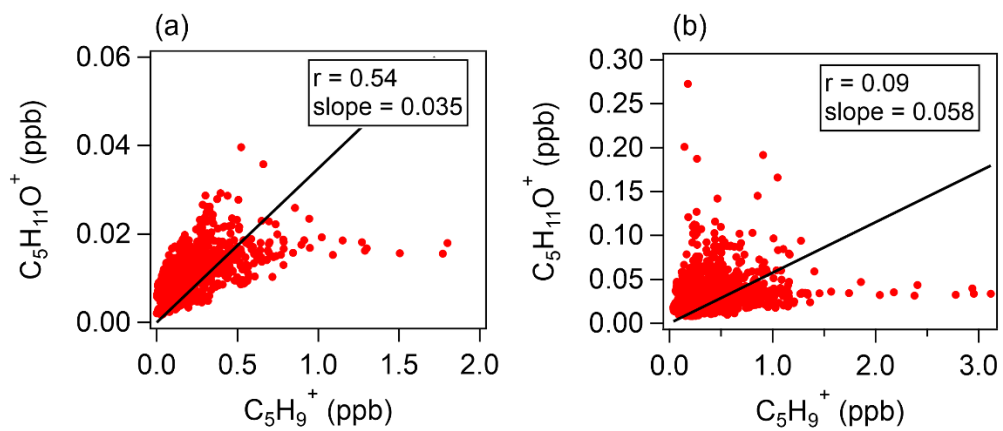 (a)
r = 0.54
slope = 0.035
C₅H₁₁O⁺ (ppb)
0.06
0.04
0.02
0.00
0.0 0.5 1.0 1.5 2.0
C₅H₉⁺ (ppb)
(b)
r = 0.09
slope = 0.058
C₅H₁₁O⁺ (ppb)
0.30
0.25
0.20
0.15
0.10
0.05
0.00
0.0 1.0 2.0 3.0
C₅H₉⁺ (ppb)